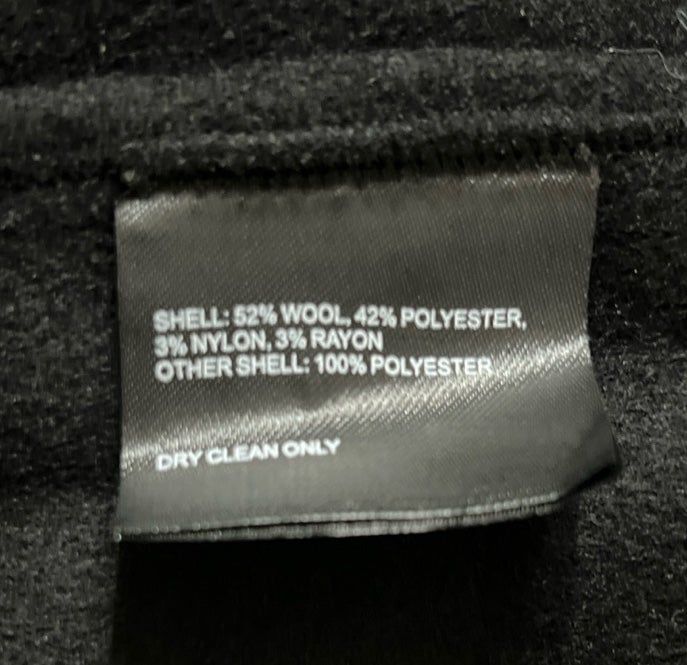 SHELL: 52% WOOL, 42% POLYESTER,
3% NYLON, 3% RAYON
OTHER SHELL: 100% POLYESTER
DRY CLEAN ONLY